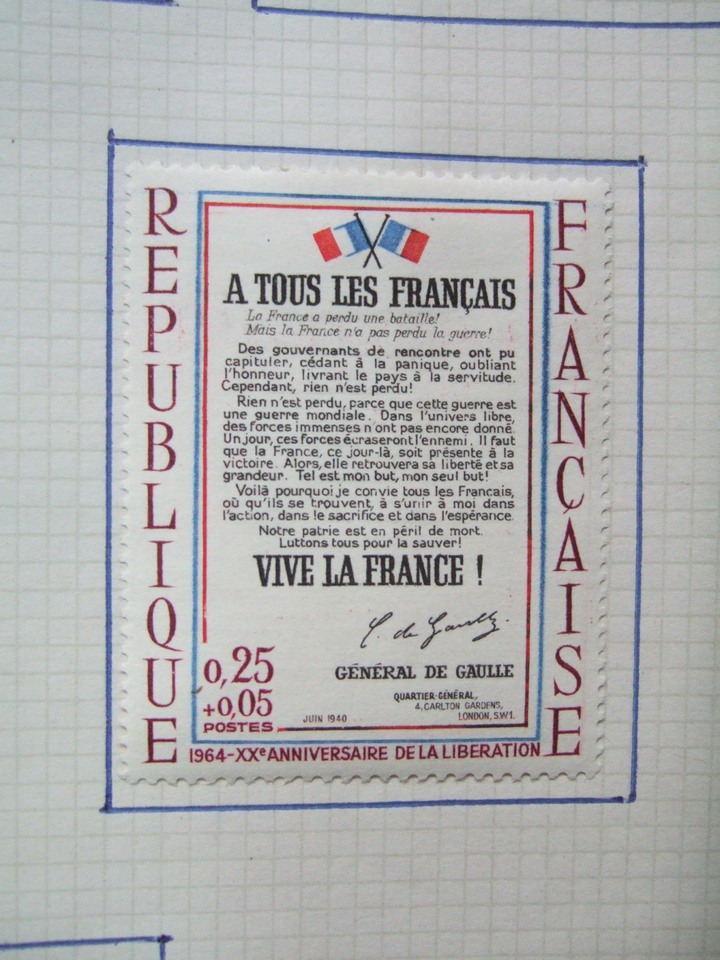 RÉPUBLIQUE
FRANÇAISE
A TOUS LES FRANÇAIS
La France a perdu une bataille!
Mais la France n'a pas perdu la guerre!
Des gouvernants de rencontre ont pu
capituler, cédant à la panique, oubliant
l'honneur, livrant le pays à la servitude.
Cependant, rien n'est perdu!
Rien n'est perdu, parce que cette guerre est
une guerre mondiale. Dans l'univers libre,
des forces immenses n'ont pas encore donné.
Un jour, ces forces écraseront l'ennemi. Il faut
que la France, ce jour-là, soit présente à la
victoire. Alors, elle retrouvera sa liberté et sa
grandeur. Tel est mon but, mon seul but!
Voilà pourquoi je convie tous les Francais,
où qu'ils se trouvent, à s'unir à moi dans
l'action, dans le sacrifice et dans l'espérance.
Notre patrie est en péril de mort.
Luttons tous pour la sauver!
VIVE LA FRANCE !
C. de Gaulle.
GÉNÉRAL DE GAULLE
0,25
+0,05
POSTES
JUIN 1940
QUARTIER-GÉNÉRAL,
4, CARLTON GARDENS,
LONDON, S.W.1.
1964-XXe ANNIVERSAIRE DE LA LIBERATION